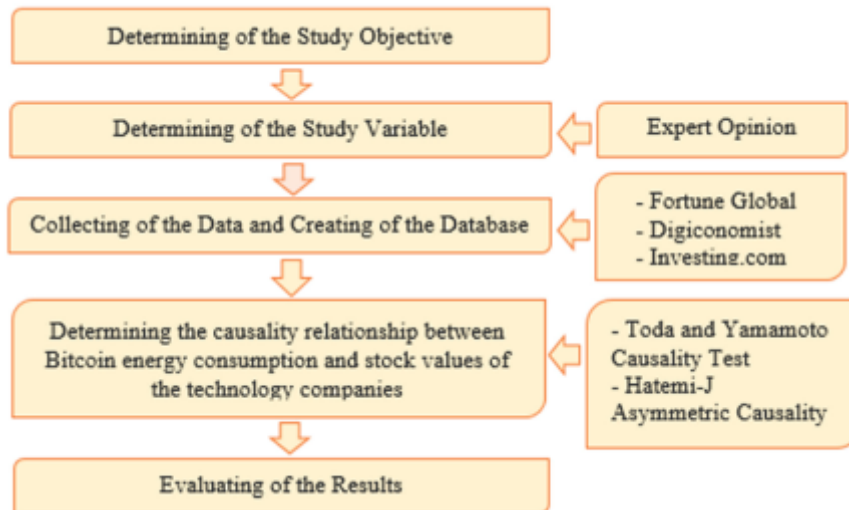 Determining of the Study Objective
Determining of the Study Variable
Expert Opinion
Collecting of the Data and Creating of the Database
- Fortune Global
- Digiconomist
- Investing.com
Determining the causality relationship between
Bitcoin energy consumption and stock values of
the technology companies
- Toda and Yamamoto
Causality Test
- Hatemi-J
Asymmetric Causality
Evaluating of the Results